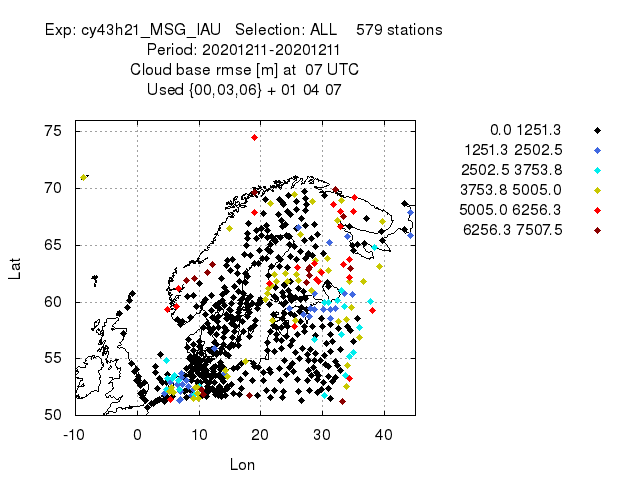 Exp: cy43h21_MSG_IAU Selection: ALL 579 stations
Period: 20201211-20201211
Cloud base rmse [m] at 07 UTC
Used {00,03,06} + 01 04 07
0.0 1251.3
1251.3 2502.5
2502.5 3753.8
3753.8 5005.0
5005.0 6256.3
6256.3 7507.5
75
70
65
60
55
50
Lat
-10 0 10 20 30 40
Lon